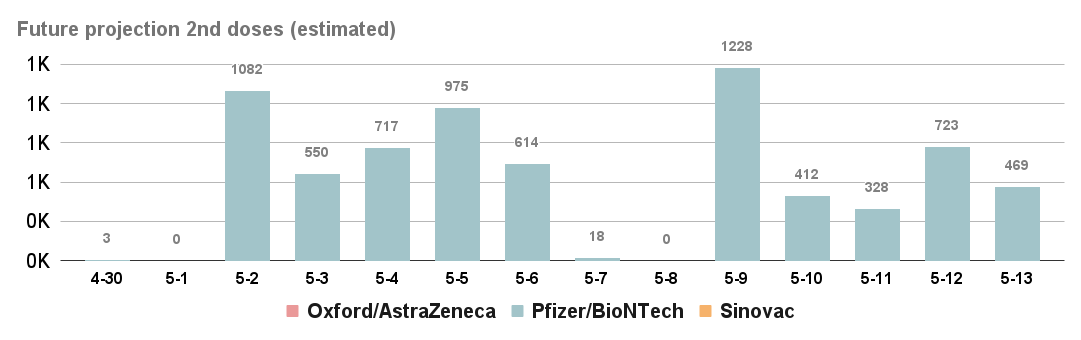 Future projection 2nd doses (estimated)
1K
1K
1K
1K
0K
0K
3
0
1082
550
717
975
614
18
0
1228
412
328
723
469
4-30
5-1
5-2
5-3
5-4
5-5
5-6
5-7
5-8
5-9
5-10
5-11
5-12
5-13
Oxford/AstraZeneca
Pfizer/BioNTech
Sinovac